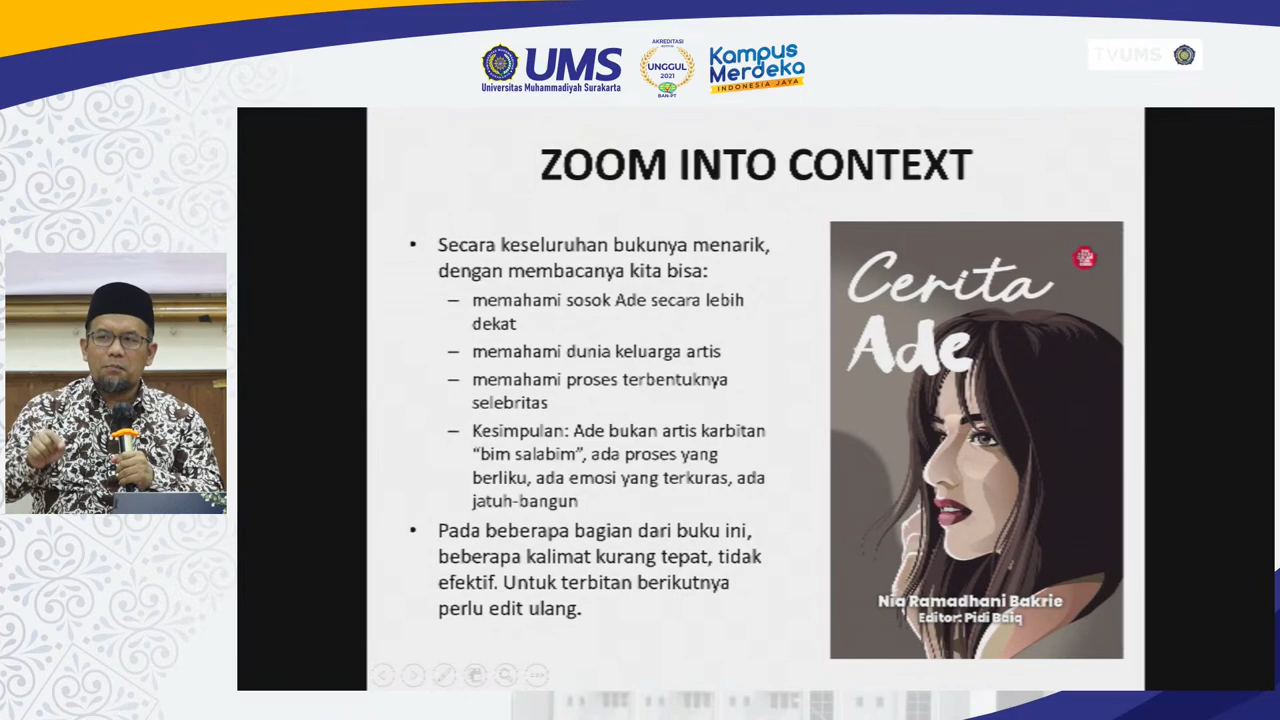 AKREDITASI
UNGGUL
2021
BAN-PT
UMS
Universitas Muhammadiyah Surakarta
Kampus
Merdeka
INDONESIA JAYA
TVUMS
ZOOM INTO CONTEXT
• Secara keseluruhan bukunya menarik,
dengan membacanya kita bisa:
– memahami sosok Ade secara lebih
dekat
– memahami dunia keluarga artis
– memahami proses terbentuknya
selebritas
– Kesimpulan: Ade bukan artis karbitan
“bim salabim”, ada proses yang
berliku, ada emosi yang terkuras, ada
jatuh-bangun
• Pada beberapa bagian dari buku ini,
beberapa kalimat kurang tepat, tidak
efektif. Untuk terbitan berikutnya
perlu edit ulang.
Cerita
Ade
Nia Ramadhani Bakrie
Editor: Pidi Baiq